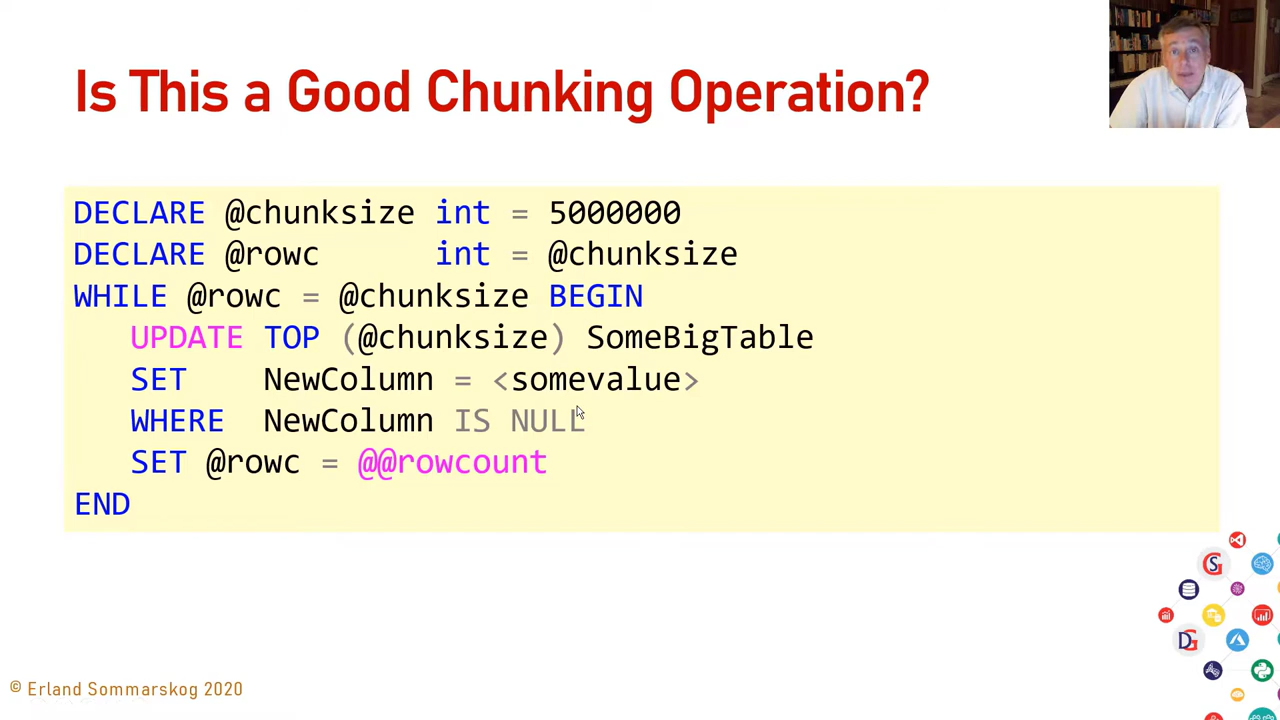 Is This a Good Chunking Operation?
DECLARE @chunksize int = 5000000
DECLARE @rowc int = @chunksize
WHILE @rowc = @chunksize BEGIN
UPDATE TOP (@chunksize) SomeBigTable
SET NewColumn = <somevalue>
WHERE NewColumn IS NULL
SET @rowc = @@rowcount
END
© Erland Sommarskog 2020